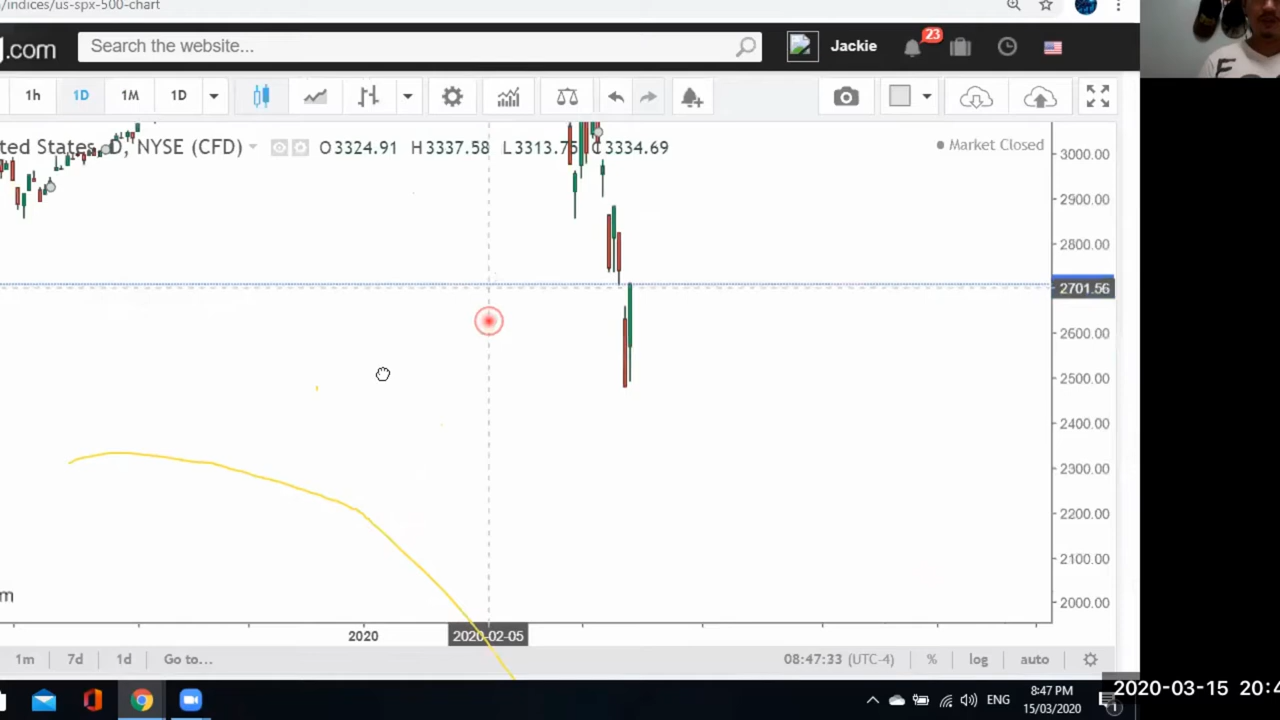 /indices/us-spx-500-chart
g.com
Search the website...
Jackie
23
1h 1D 1M 1D
ted States, D, NYSE (CFD) O3324.91 H3337.58 L3313.75 C3334.69
Market Closed
3000.00
2900.00
2800.00
2701.56
2600.00
2500.00
2400.00
2300.00
2200.00
2100.00
2000.00
m
2020
2020-02-05
1m 7d 1d Go to... 08:47:33 (UTC-4) % log auto
ENG
8:47 PM
15/03/2020
1
2020-03-15 20:4
F